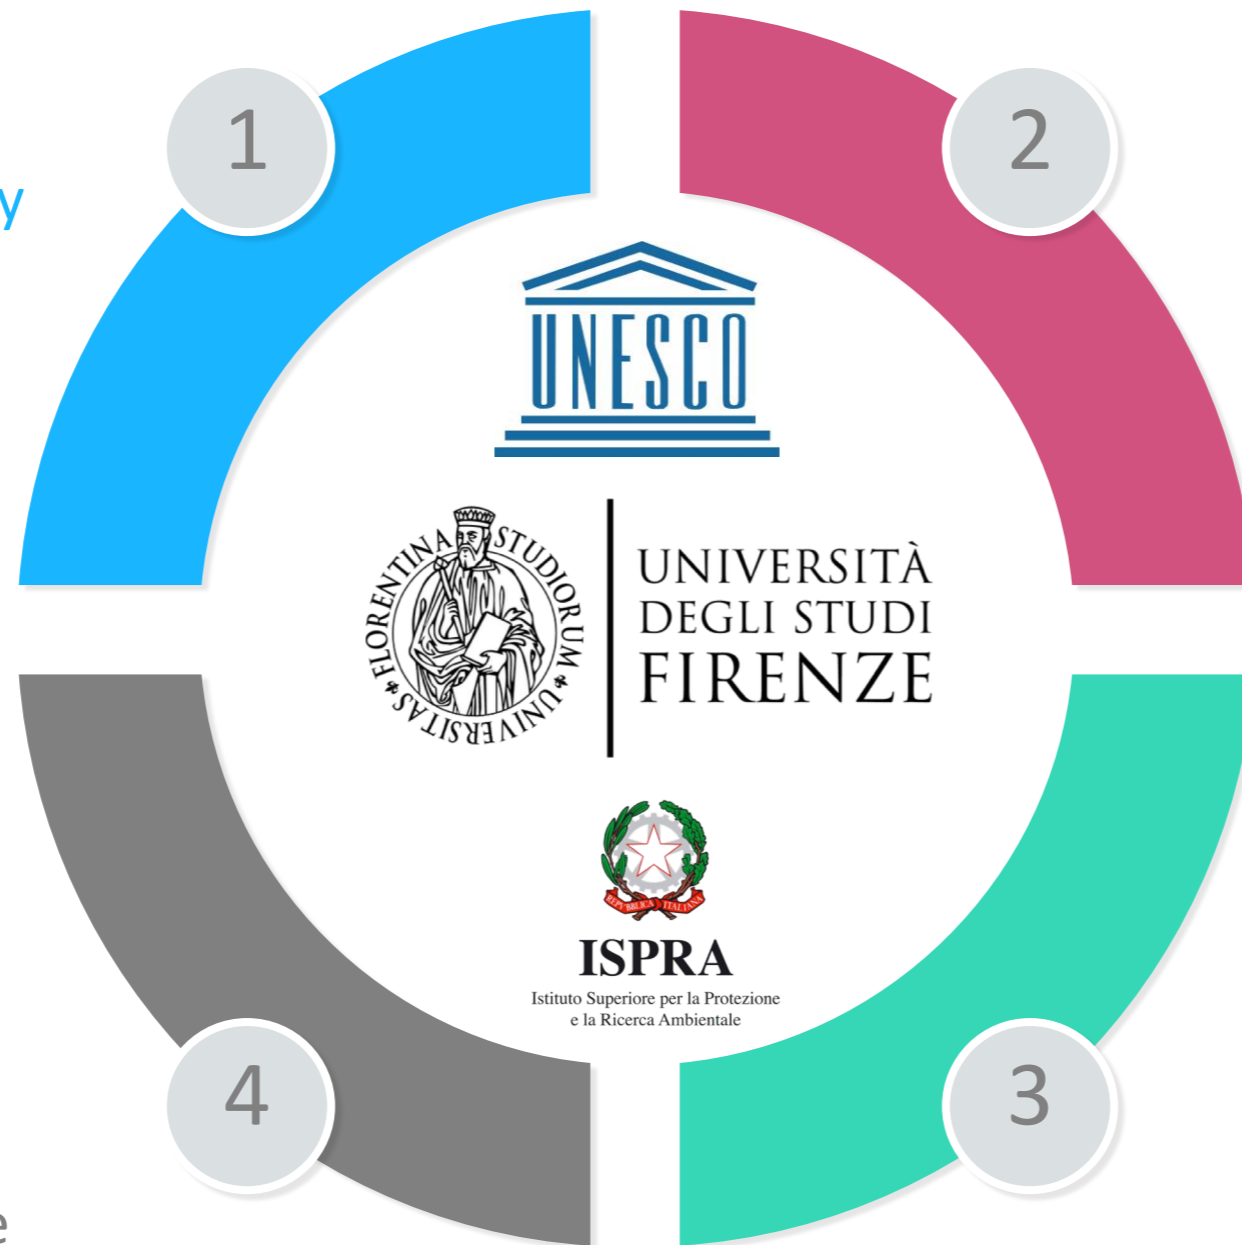 1
2
y
UNESCO
FLORENTINA STUDIORUM UNIVERSITAS
UNIVERSITÀ
DEGLI STUDI
FIRENZE
REPVBBLICA ITALIANA
ISPRA
Istituto Superiore per la Protezione
e la Ricerca Ambientale
4
3
e